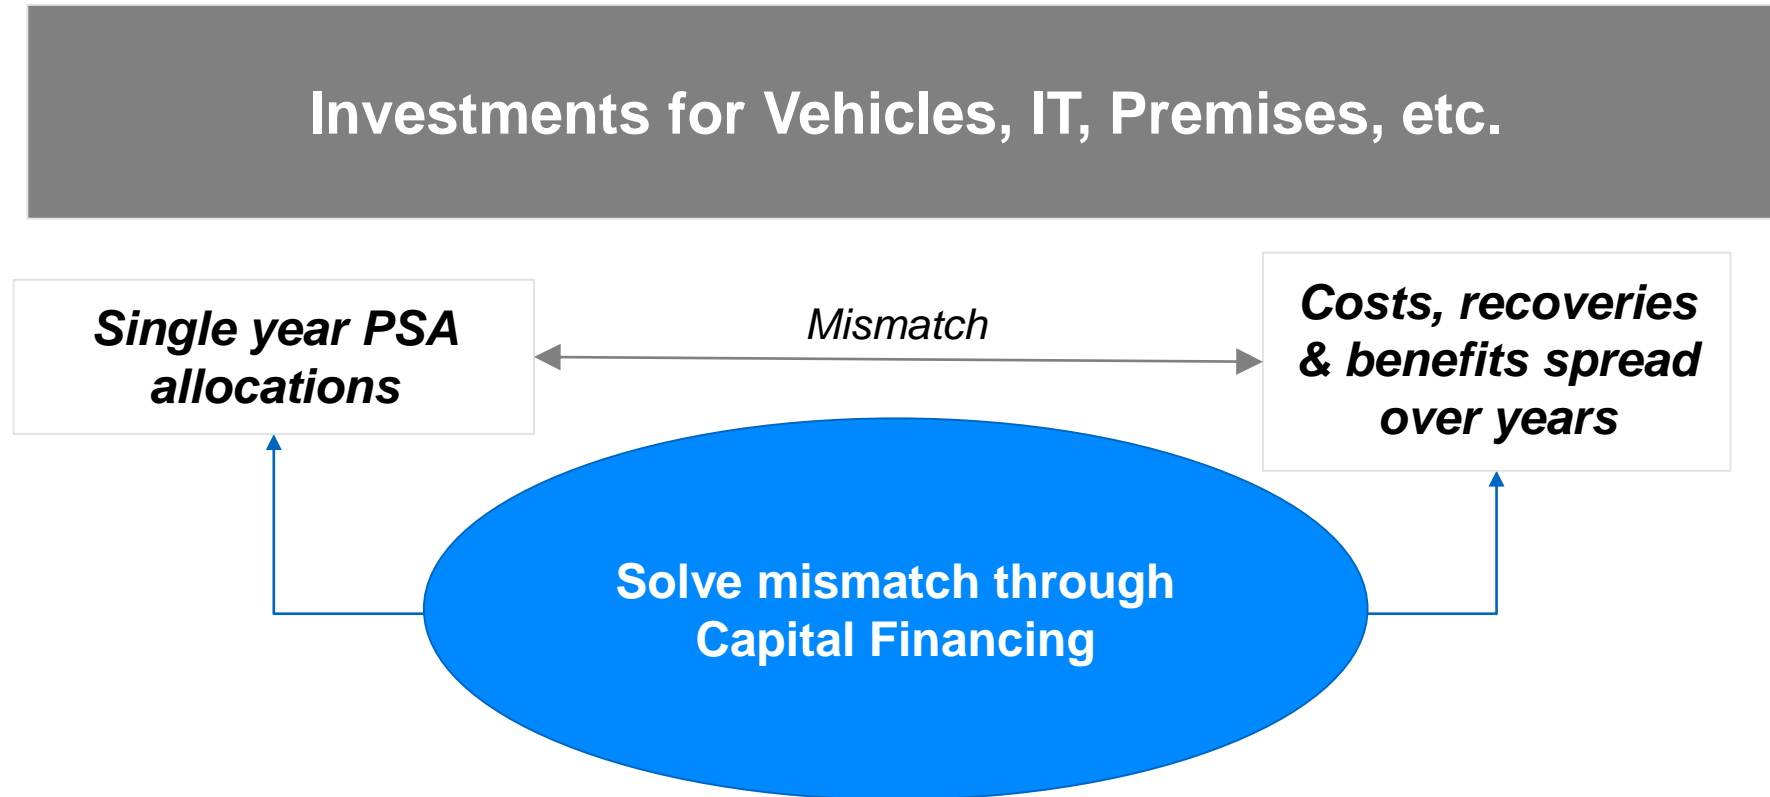 Investments for Vehicles, IT, Premises, etc.
Single year PSA
allocations
Mismatch
Costs, recoveries
& benefits spread
over years
Solve mismatch through
Capital Financing